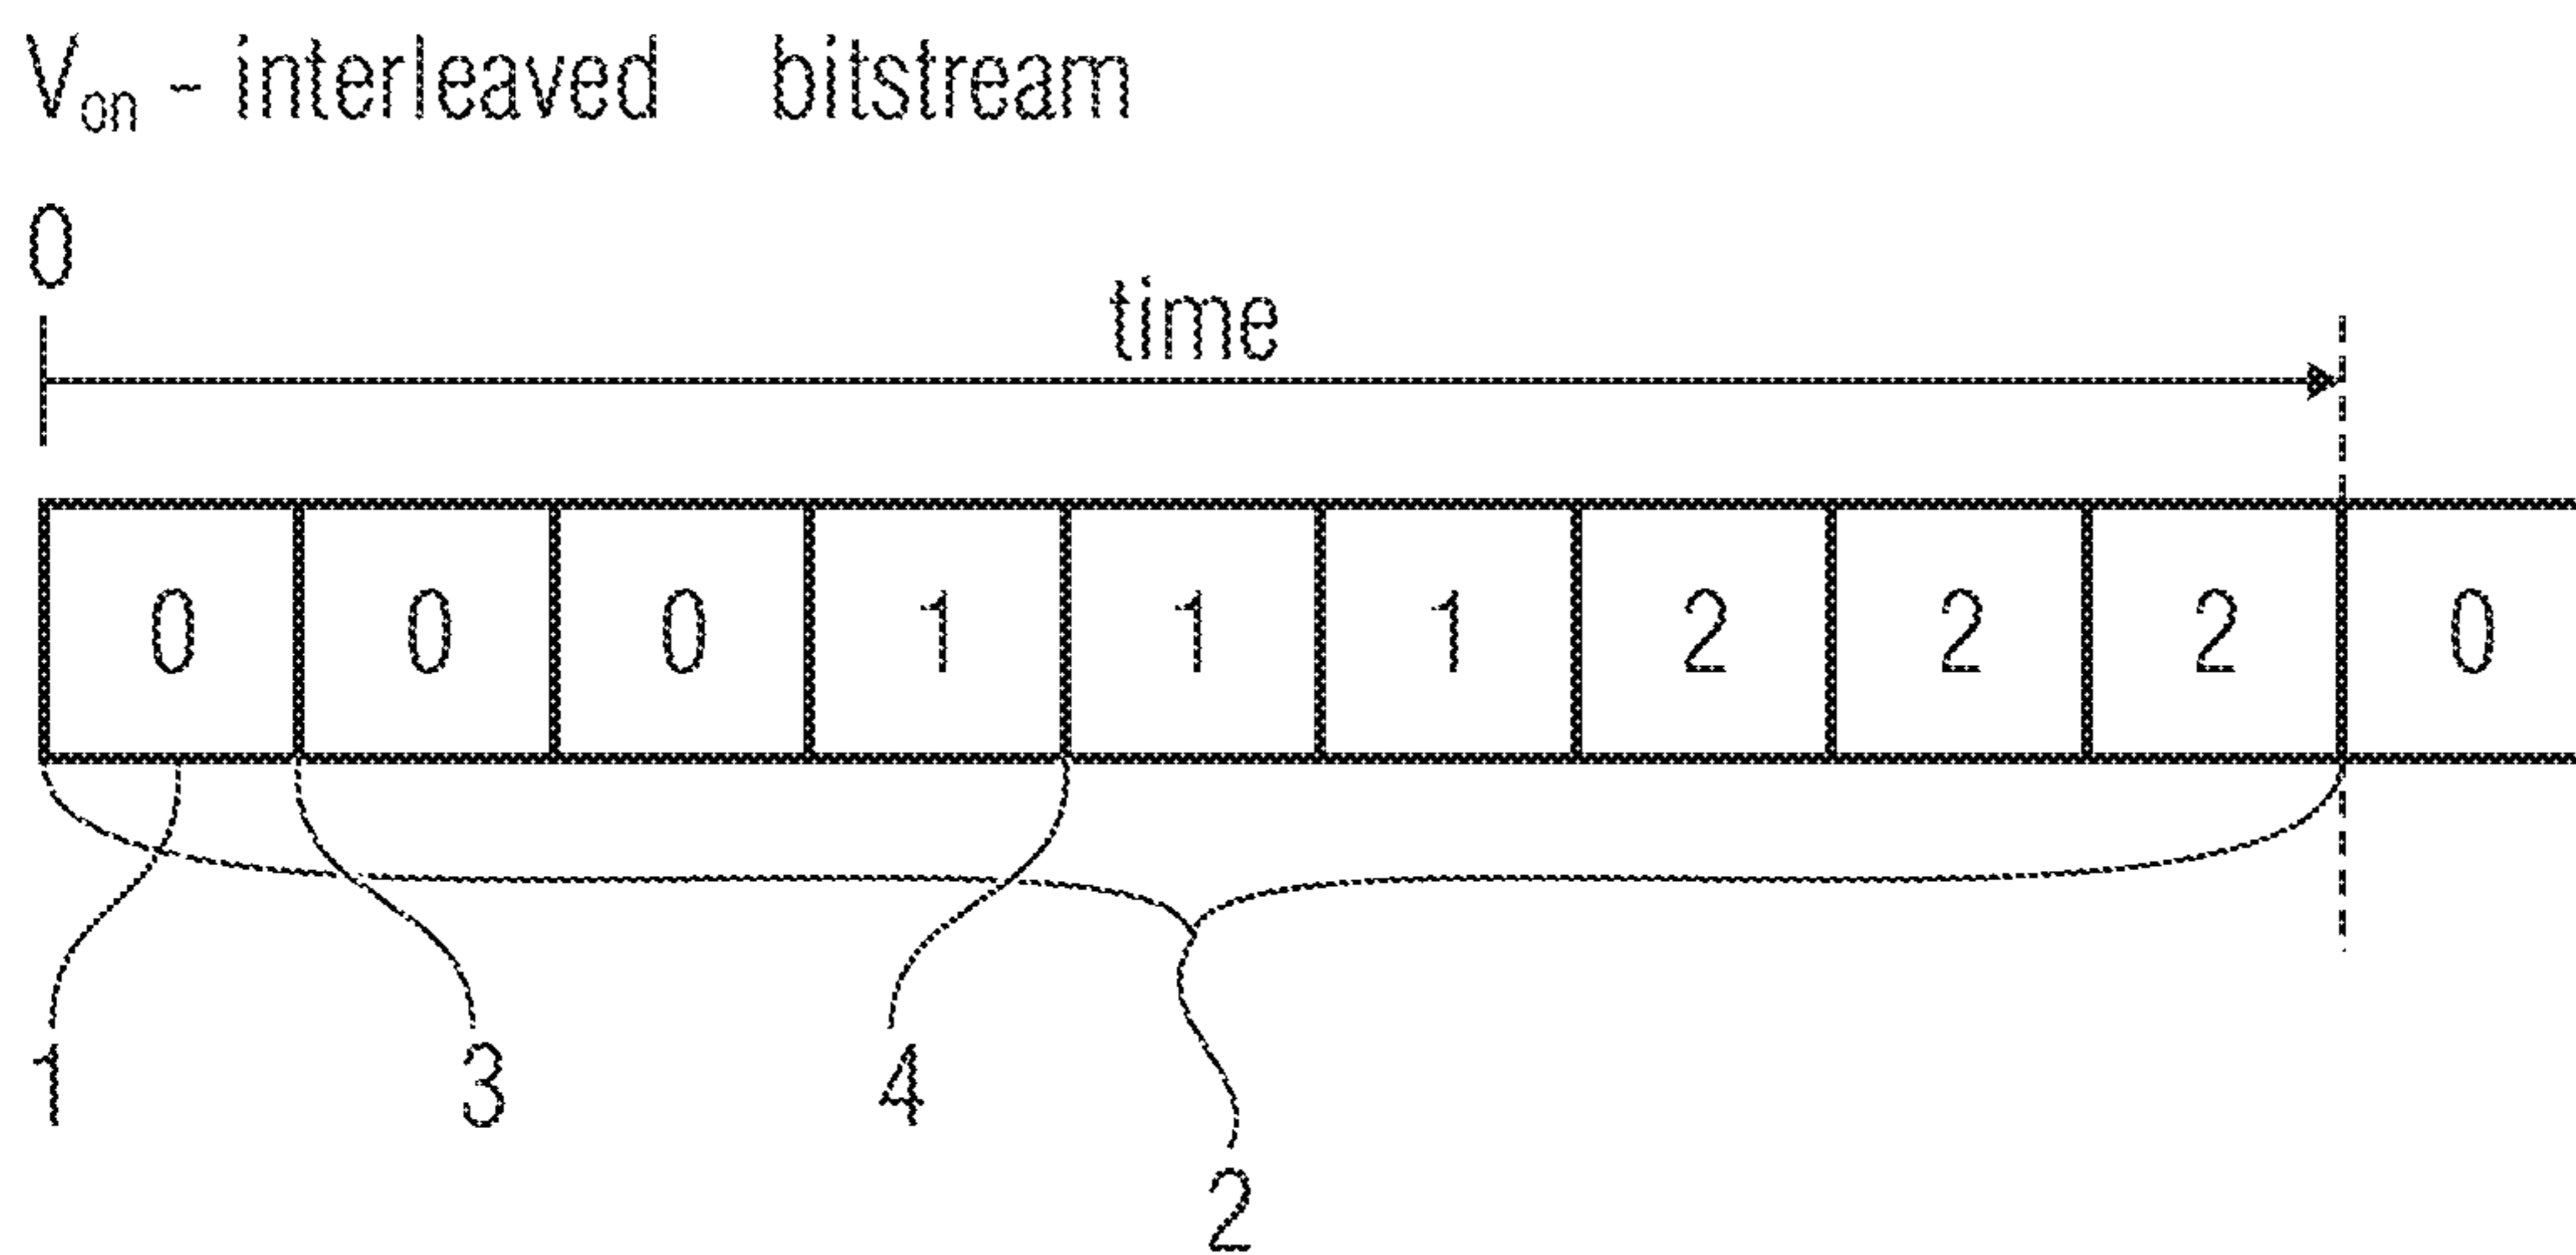 Von - interleaved bitstream
0
time
0 0 0 1 1 1 2 2 2 0
1 3 4
2